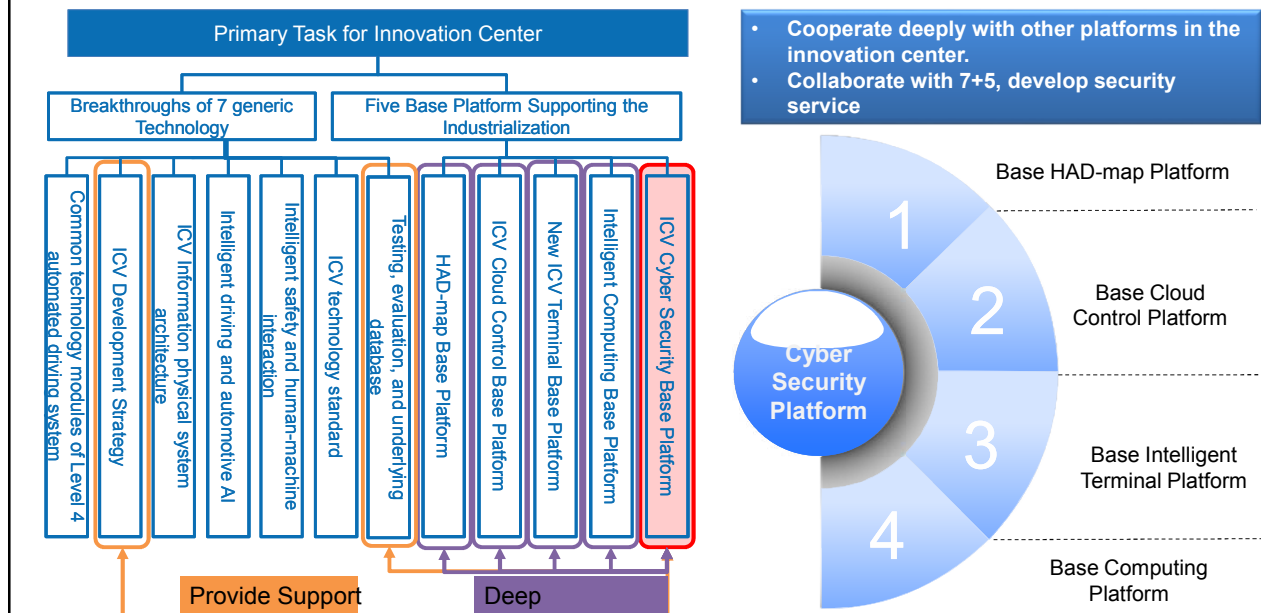 Primary Task for Innovation Center
Breakthroughs of 7 generic
Technology
Five Base Platform Supporting the
Industrialization
Common technology modules of Level 4
automated driving system
ICV Development Strategy
ICV Information physical system
architecture
Intelligent driving and automotive AI
Intelligent safety and human-machine
interaction
ICV technology standard
Testing, evaluation, and underlying
database
HAD-map Base Platform
ICV Cloud Control Base Platform
New ICV Terminal Base Platform
Intelligent Computing Base Platform
ICV Cyber Security Base Platform
Provide Support
Deep
• Cooperate deeply with other platforms in the
innovation center.
• Collaborate with 7+5, develop security
service
1
2
3
4
Cyber
Security
Platform
Base HAD-map Platform
Base Cloud
Control Platform
Base Intelligent
Terminal Platform
Base Computing
Platform